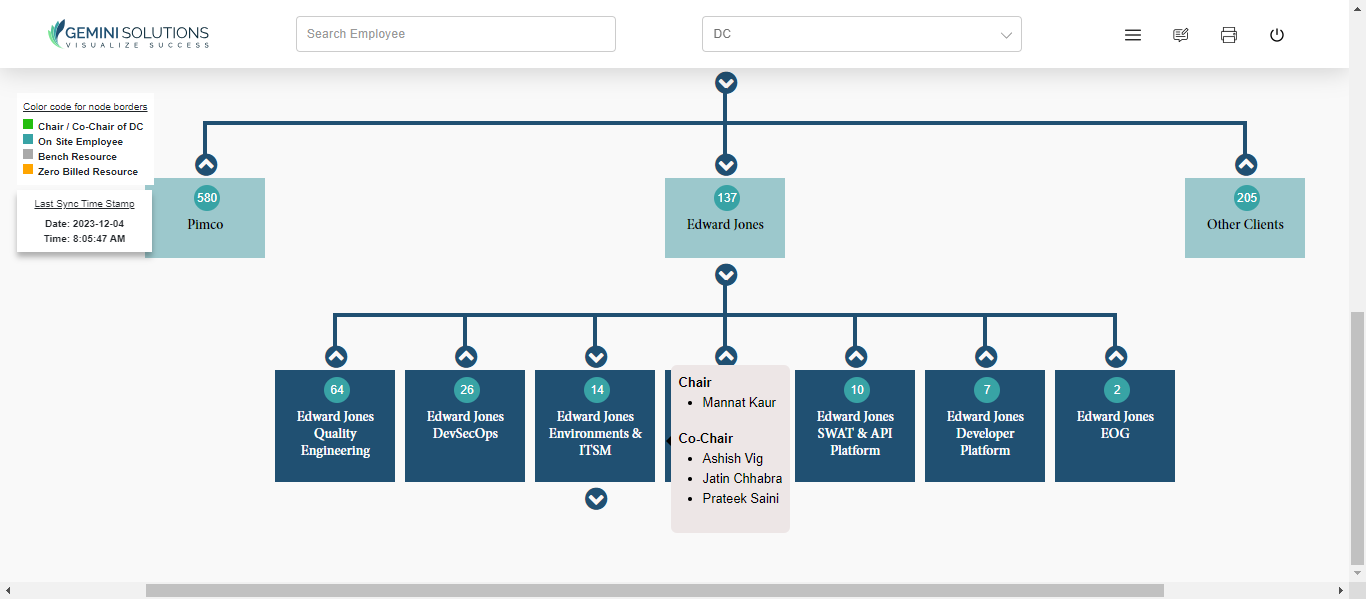 GEMINI SOLUTIONS
VISUALIZE SUCCESS
Search Employee
DC
Color code for node borders
Chair / Co-Chair of DC
On Site Employee
Bench Resource
Zero Billed Resource
Last Sync Time Stamp
Date: 2023-12-04
Time: 8:05:47 AM
580
Pimco
137
Edward Jones
205
Other Clients
64
Edward Jones
Quality
Engineering
26
Edward Jones
DevSecOps
14
Edward Jones
Environments &
ITSM
Chair
• Mannat Kaur
Co-Chair
• Ashish Vig
• Jatin Chhabra
• Prateek Saini
10
Edward Jones
SWAT & API
Platform
7
Edward Jones
Developer
Platform
2
Edward Jones
EOG